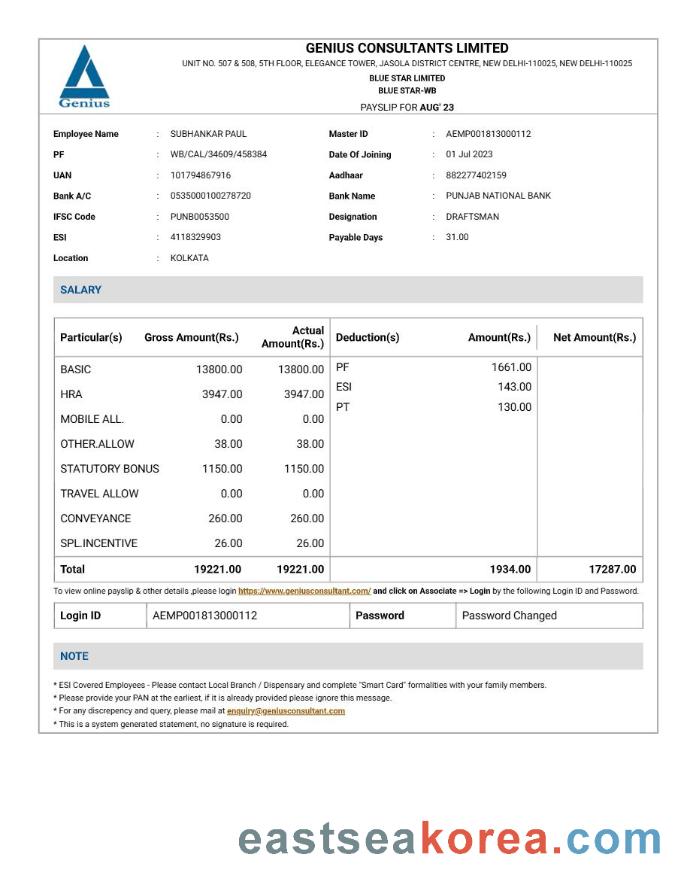 GENIUS CONSULTANTS LIMITED
UNIT NO. 507 & 508, 5TH FLOOR, ELEGANCE TOWER, JASOLA DISTRICT CENTRE, NEW DELHI-110025, NEW DELHI-110025
BLUE STAR LIMITED
BLUE STAR-WB
PAYSLIP FOR AUG' 23
Genius
Employee Name : SUBHANKAR PAUL Master ID : AEMP001813000112
PF : WB/CAL/34609/458384 Date Of Joining : 01 Jul 2023
UAN : 101794867916 Aadhaar : 882277402159
Bank A/C : 0535000100278720 Bank Name : PUNJAB NATIONAL BANK
IFSC Code : PUNB0053500 Designation : DRAFTSMAN
ESI : 4118329903 Payable Days : 31.00
Location : KOLKATA
SALARY
Particular(s) Gross Amount(Rs.) Actual Amount(Rs.) Deduction(s) Amount(Rs.) Net Amount(Rs.)
BASIC 13800.00 13800.00 PF 1661.00
HRA 3947.00 3947.00 ESI 143.00
MOBILE ALL. 0.00 0.00 PT 130.00
OTHER.ALLOW 38.00 38.00
STATUTORY BONUS 1150.00 1150.00
TRAVEL ALLOW 0.00 0.00
CONVEYANCE 260.00 260.00
SPL.INCENTIVE 26.00 26.00
Total 19221.00 19221.00 1934.00 17287.00
To view online payslip & other details ,please login https://www.geniusconsultant.com/ and click on Associate => Login by the following Login ID and Password.
Login ID AEMP001813000112 Password Password Changed
NOTE
* ESI Covered Employees - Please contact Local Branch / Dispensary and complete "Smart Card" formalities with your family members.
* Please provide your PAN at the earliest, if it is already provided please ignore this message.
* For any discrepency and query, please mail at enquiry@geniusconsultant.com
* This is a system generated statement, no signature is required.
eastseakorea.com